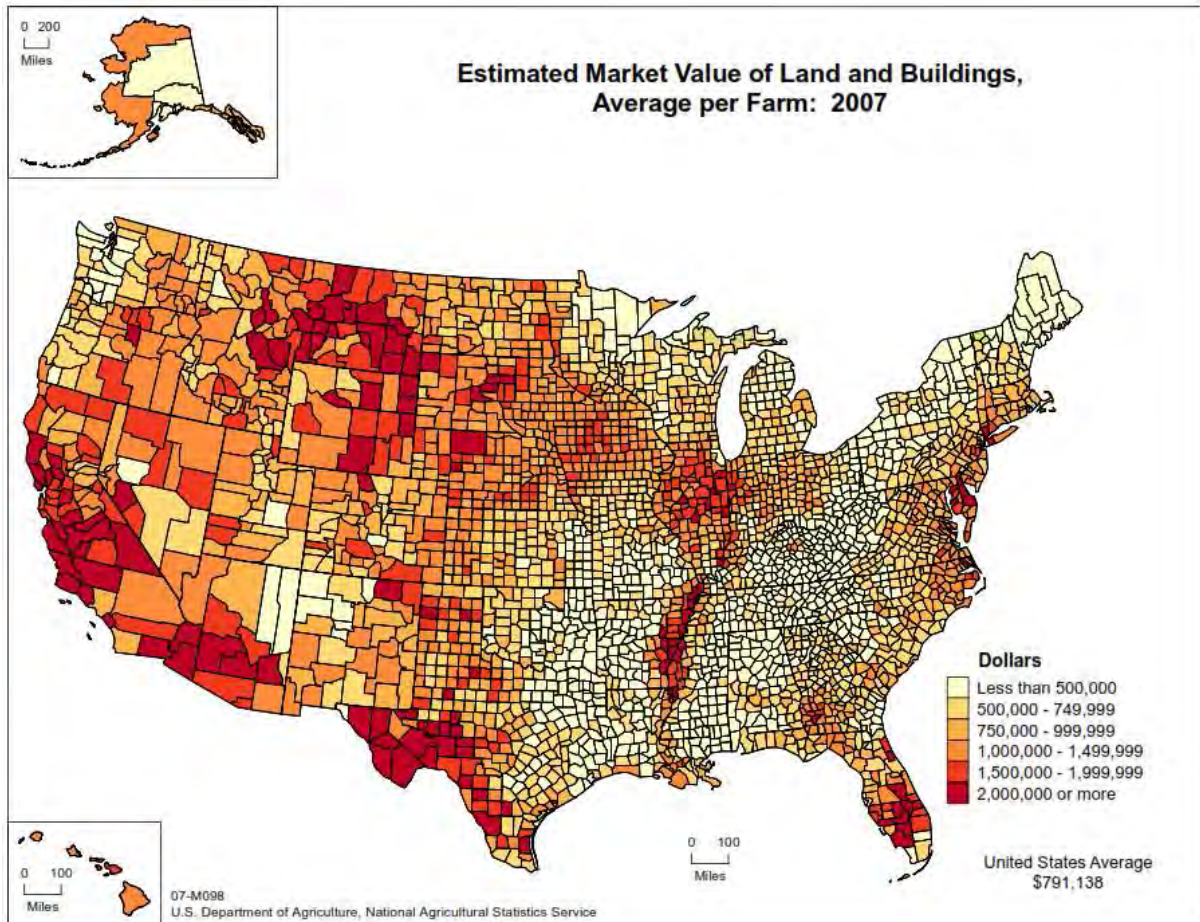 0 200
Miles
Estimated Market Value of Land and Buildings,
Average per Farm: 2007
Dollars
Less than 500,000
500,000 - 749,999
750,000 - 999,999
1,000,000 - 1,499,999
1,500,000 - 1,999,999
2,000,000 or more
0 100
Miles
United States Average
$791,138
0 100
Miles
07-M098
U.S. Department of Agriculture, National Agricultural Statistics Service